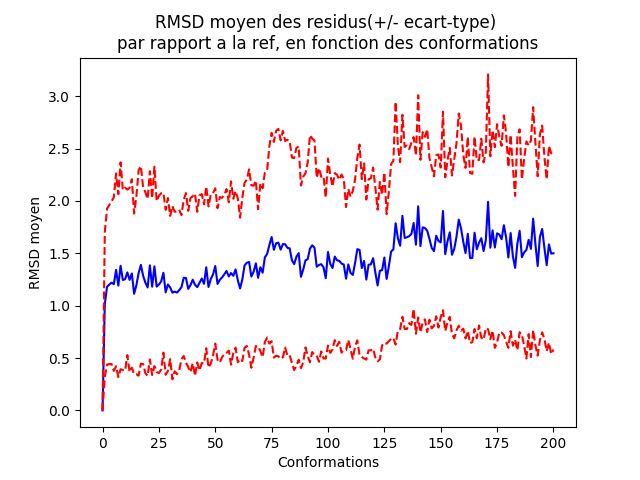 RMSD moyen des residus(+/- ecart-type)
par rapport a la ref, en fonction des conformations
RMSD moyen
3.0
2.5
2.0
1.5
1.0
0.5
0.0
0 25 50 75 100 125 150 175 200
Conformations